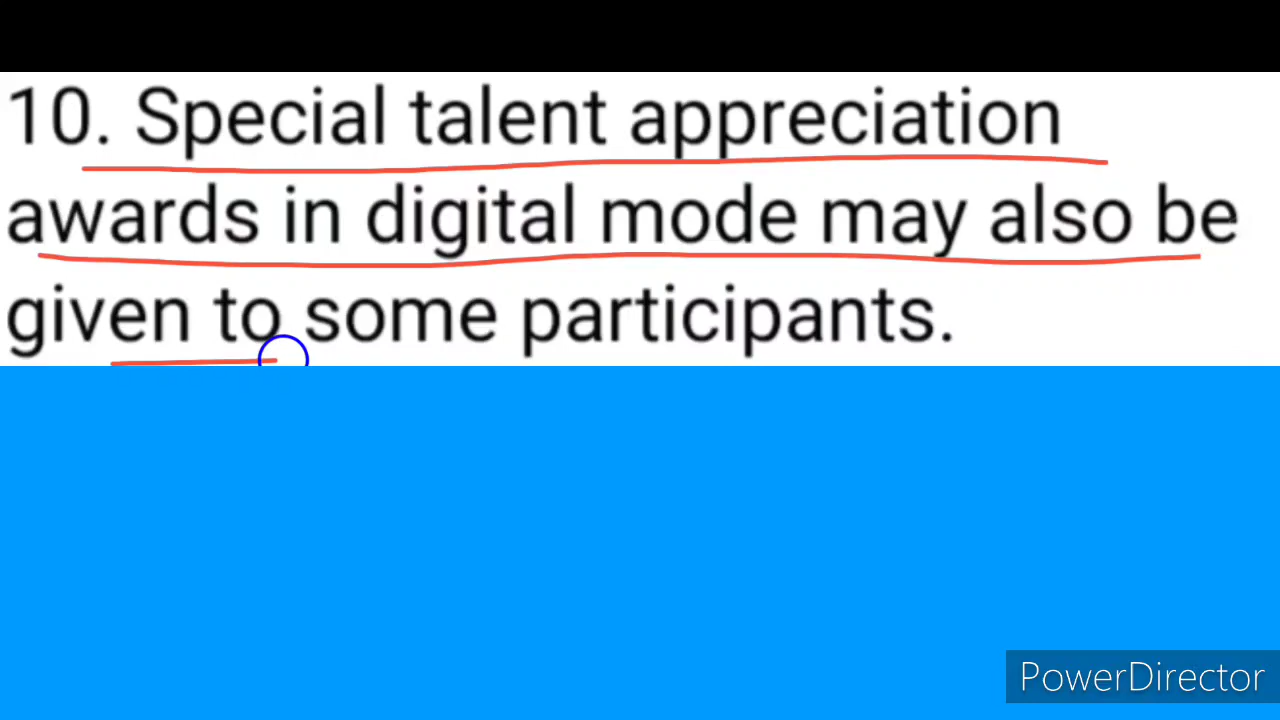 10. Special talent appreciation
awards in digital mode may also be
given to some participants.
PowerDirector